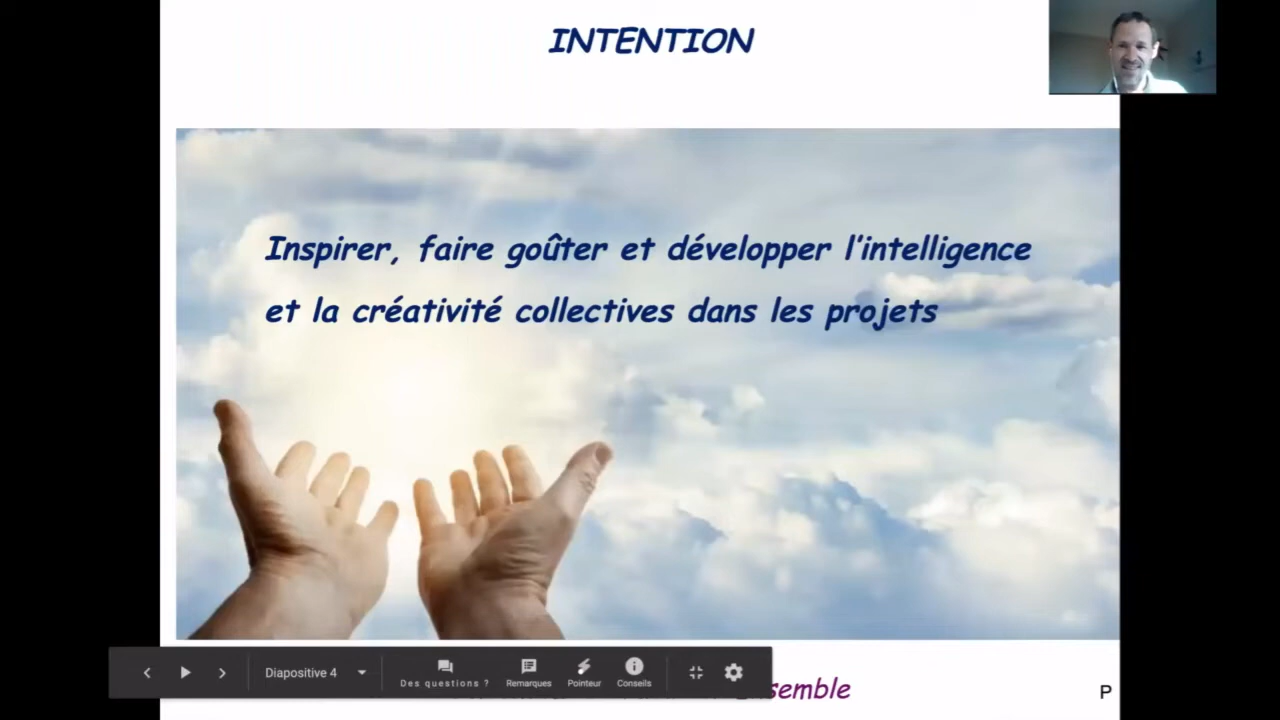 INTENTION
Inspirer, faire goûter et développer l'intelligence
et la créativité collectives dans les projets
Diapositive 4
Des questions ?
Remarques
Pointeur
Conseils
semble
P